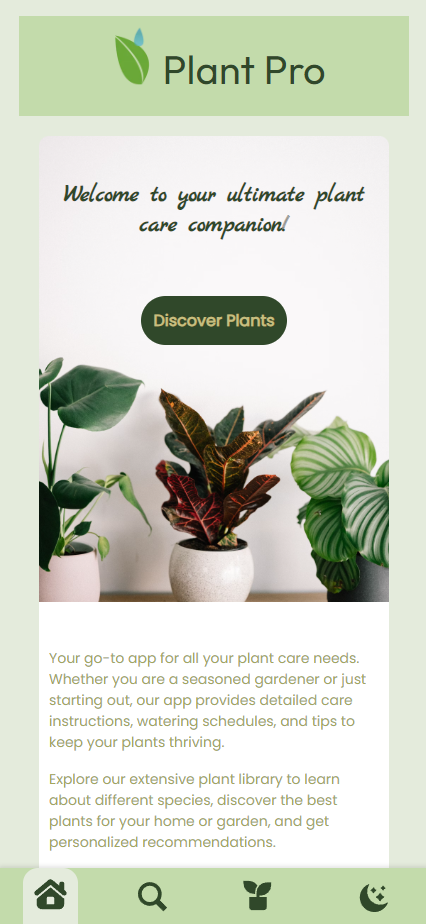 Plant Pro
Welcome to your ultimate plant
care companion!
Discover Plants
Your go-to app for all your plant care needs.
Whether you are a seasoned gardener or just
starting out, our app provides detailed care
instructions, watering schedules, and tips to
keep your plants thriving.
Explore our extensive plant library to learn
about different species, discover the best
plants for your home or garden, and get
personalized recommendations.